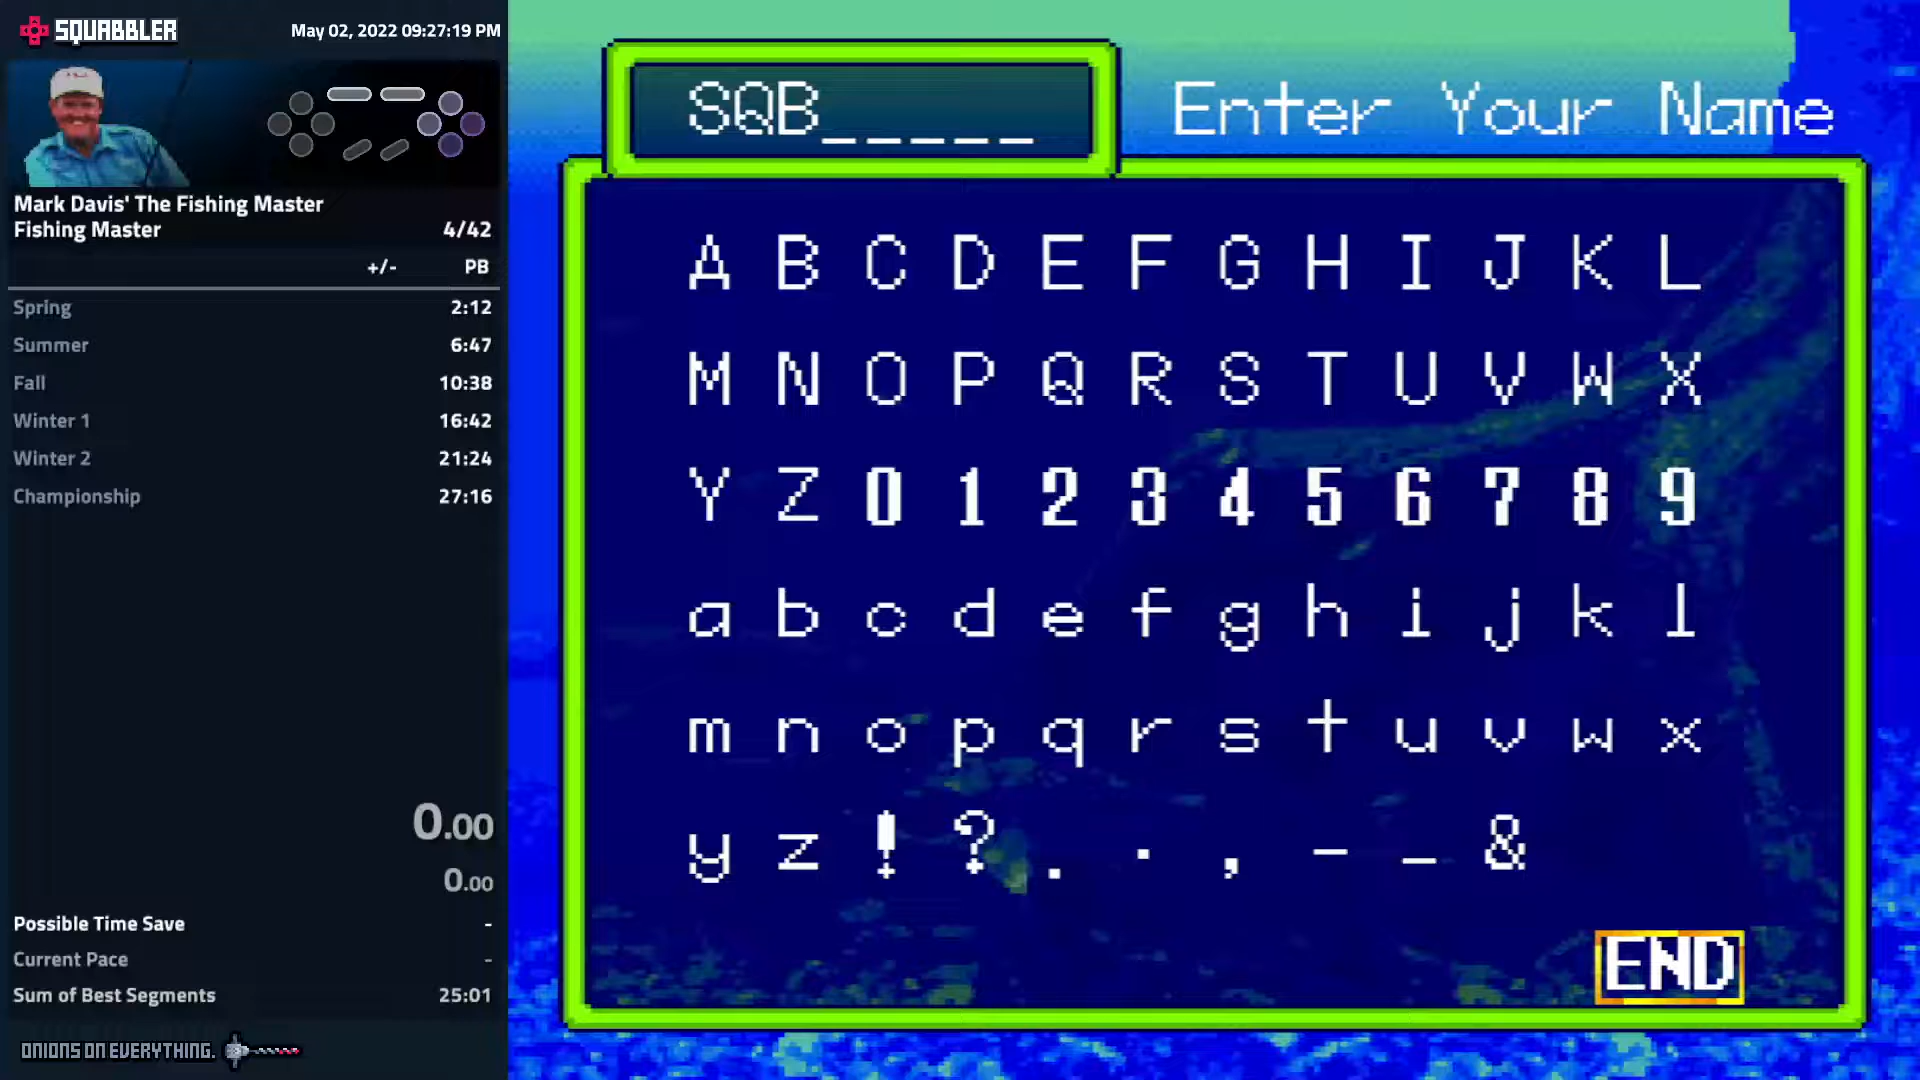 SQUABBLER
May 02, 2022 09:27:19 PM
Mark Davis' The Fishing Master
Fishing Master 4/42
+/- PB
Spring 2:12
Summer 6:47
Fall 10:38
Winter 1 16:42
Winter 2 21:24
Championship 27:16
0.00
0.00
Possible Time Save -
Current Pace -
Sum of Best Segments 25:01
ONIONS ON EVERYTHING.
SQB_____
Enter Your Name
A B C D E F G H I J K L
M N O P Q R S T U V W X
Y Z 0 1 2 3 4 5 6 7 8 9
a b c d e f g h i j k l
m n o p q r s t u v w x
y z ! ? . · , - _ &
END